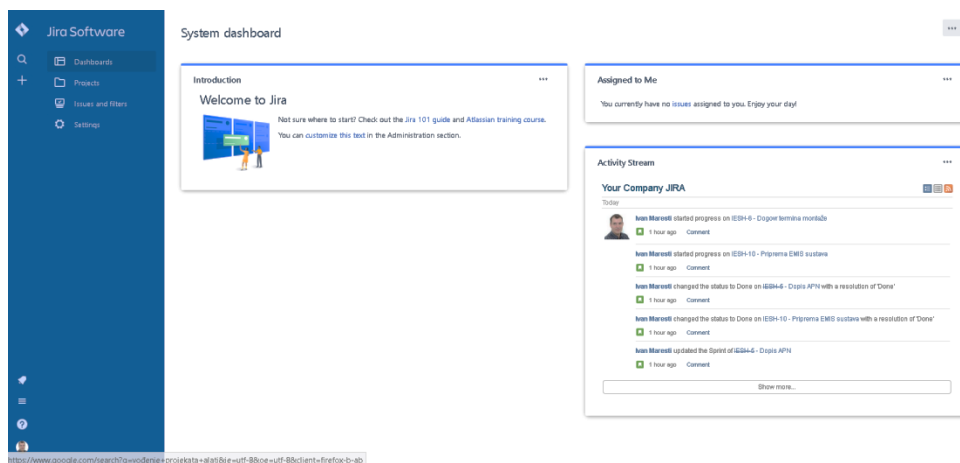 Jira Software
Dashboards
Projects
Issues and filters
Settings
System dashboard
Introduction
Welcome to Jira
Not sure where to start? Check out the Jira 101 guide and Atlassian training course.
You can customize this text in the Administration section.
Assigned to Me
You currently have no issues assigned to you. Enjoy your day!
Activity Stream
Your Company JIRA
Today
Ivan Maresti started progress on IESH-6 - Dogovor termina montaže
1 hour ago Comment
Ivan Maresti started progress on IESH-10 - Priprema EMIS sustava
1 hour ago Comment
Ivan Maresti changed the status to Done on IESH-5 - Dopis APN with a resolution of 'Done'
1 hour ago Comment
Ivan Maresti changed the status to Done on IESH-10 - Priprema EMIS sustava with a resolution of 'Done'
1 hour ago Comment
Ivan Maresti updated the Sprint of IESH-5 - Dopis APN
1 hour ago Comment
Show more...
https://www.google.com/search?q=vođenje+projekata+alati&ie=utf-8&oe=utf-8&client=firefox-b-ab